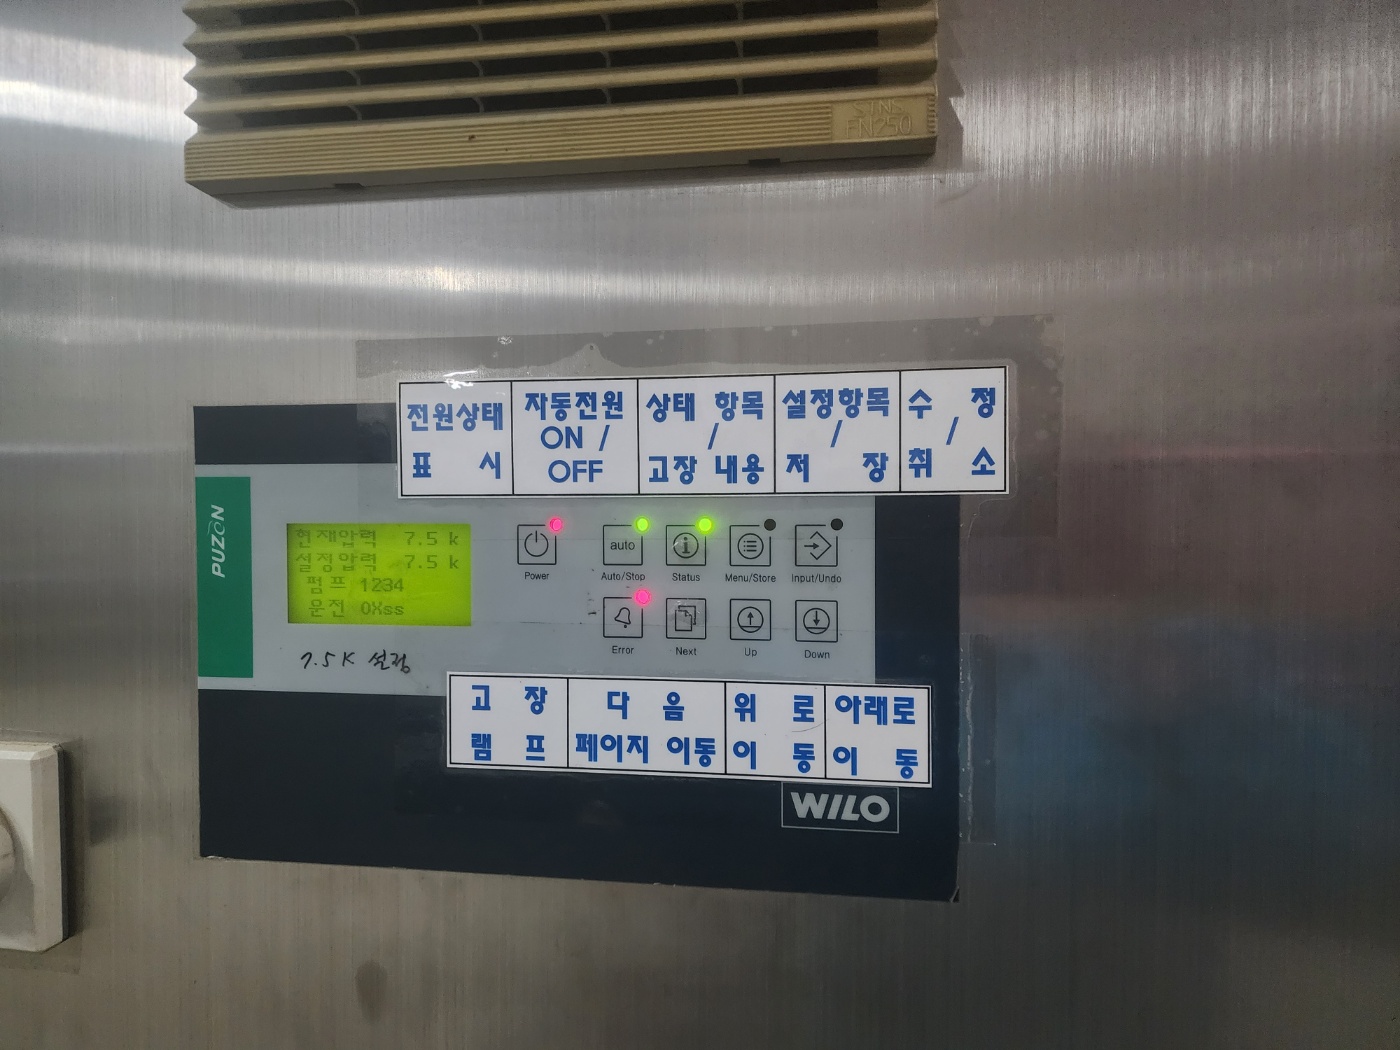 SINS
FN250
전원상태
표 시
자동전원
ON /
OFF
상태 항목
/
고장 내용
설정항목
/
저 장
수 정
/
취 소
PUZON
현재압력 7.5 k
설정압력 7.5 k
펌프 1234
운전 0Xss
7.5K 설정
Power
auto
Auto/Stop
Status
Menu/Store
Input/Undo
Error
Next
Up
Down
고 장
램 프
다 음
페이지 이동
위 로
이 동
아래로
이 동
WILO